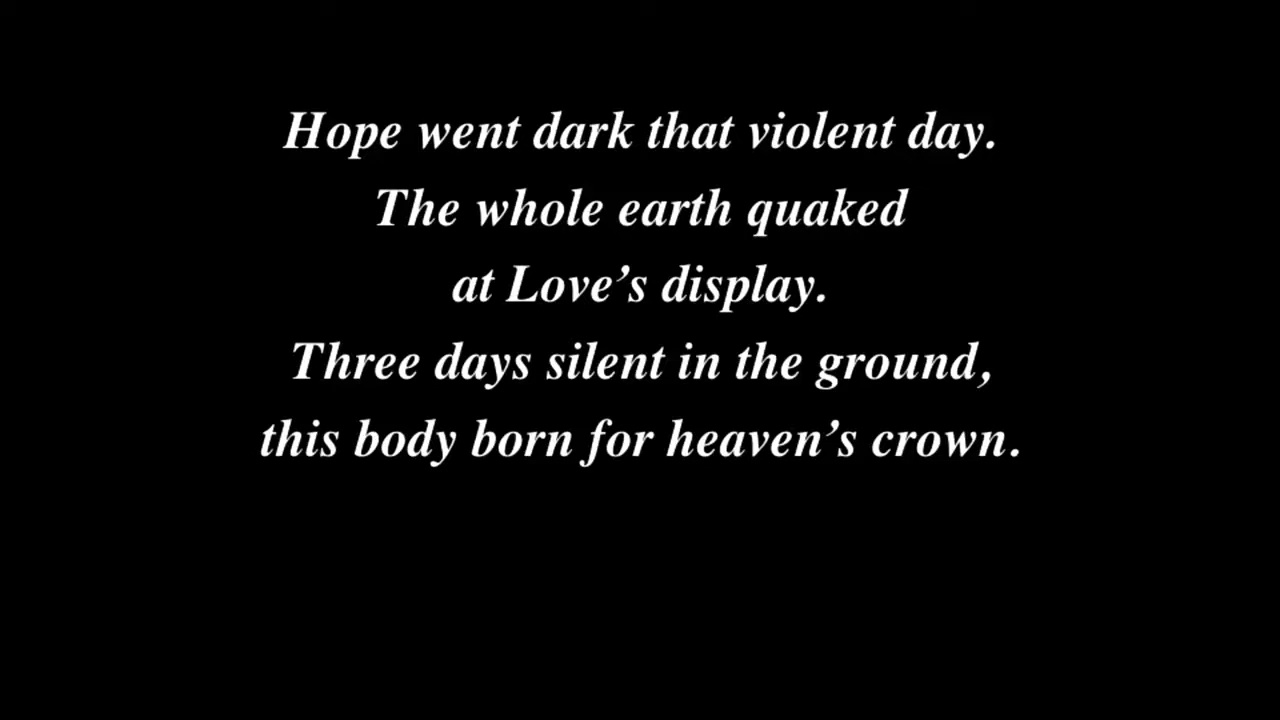 Hope went dark that violent day.
The whole earth quaked
at Love’s display.
Three days silent in the ground,
this body born for heaven’s crown.